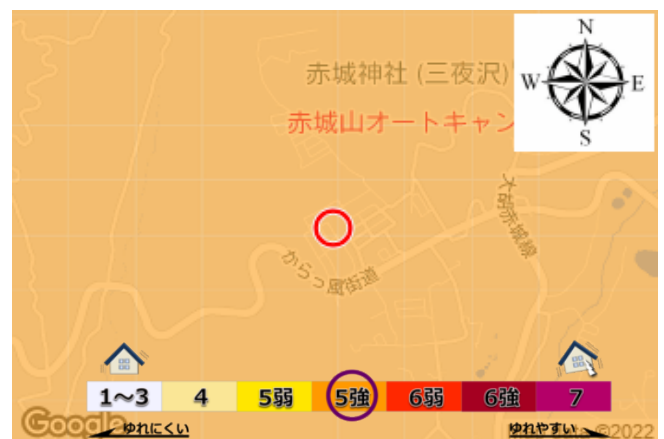 N
赤城神社 (三夜沢)
W E
赤城山オートキャン
S
大胡赤城線
からっ風街道
1〜3 4 5弱 5強 6弱 6強 7
Google ゆれにくい ゆれやすい ©2022